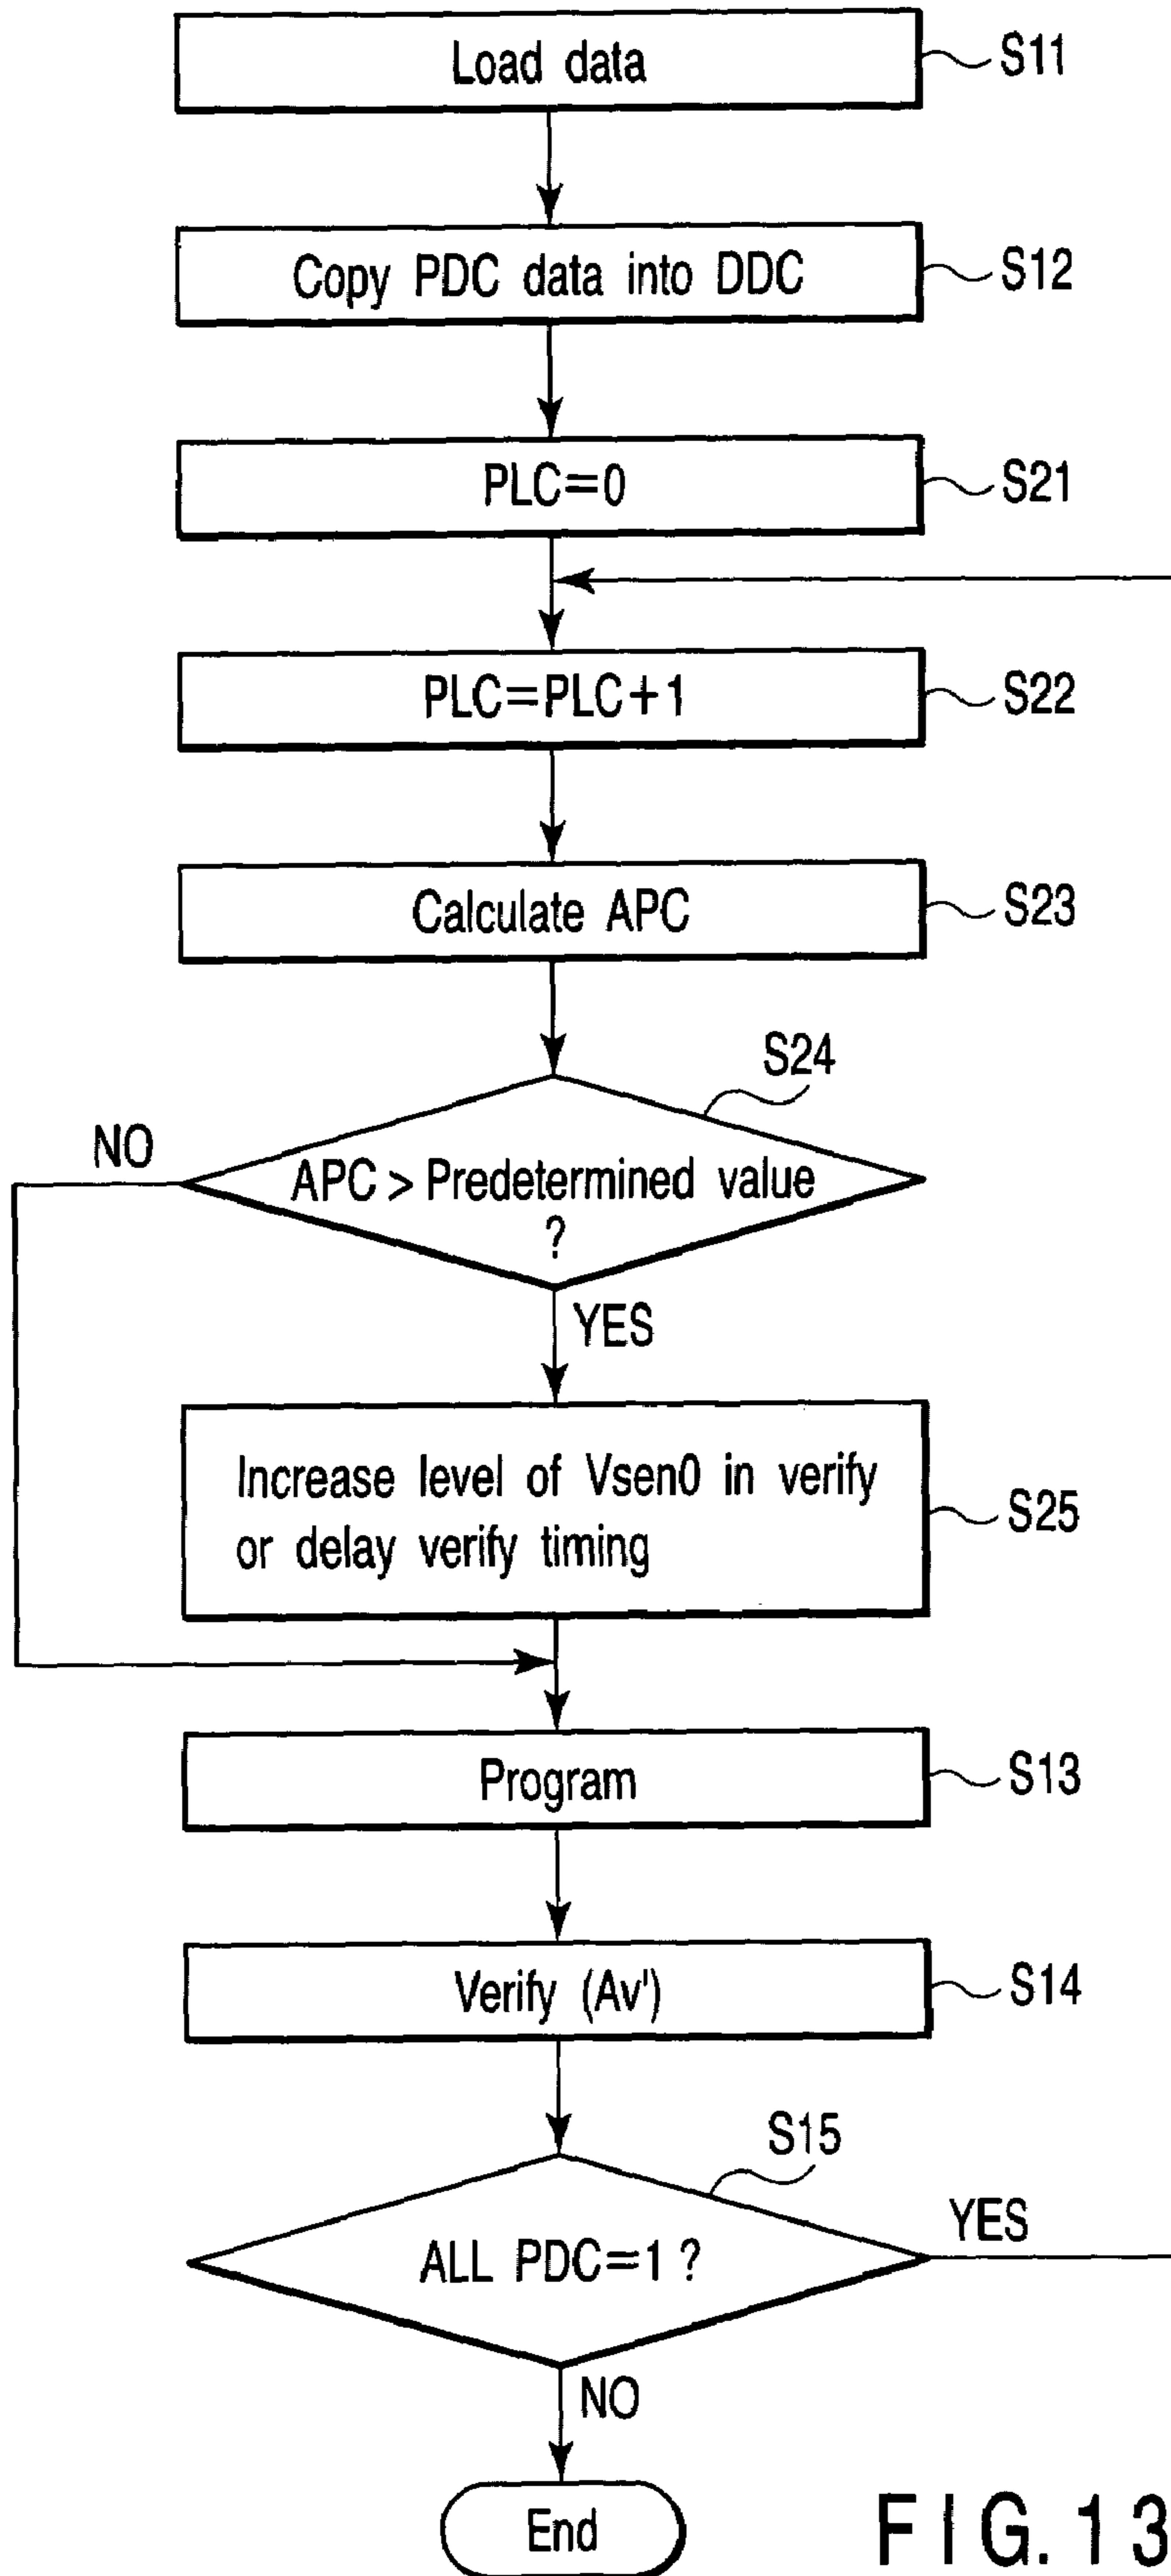 Load data
S11
Copy PDC data into DDC
S12
PLC=0
S21
PLC=PLC+1
S22
Calculate APC
S23
S24
NO
APC > Predetermined value
?
YES
Increase level of Vsen0 in verify
or delay verify timing
S25
Program
S13
Verify (Av')
S14
S15
ALL PDC=1 ?
YES
NO
End
FIG. 13